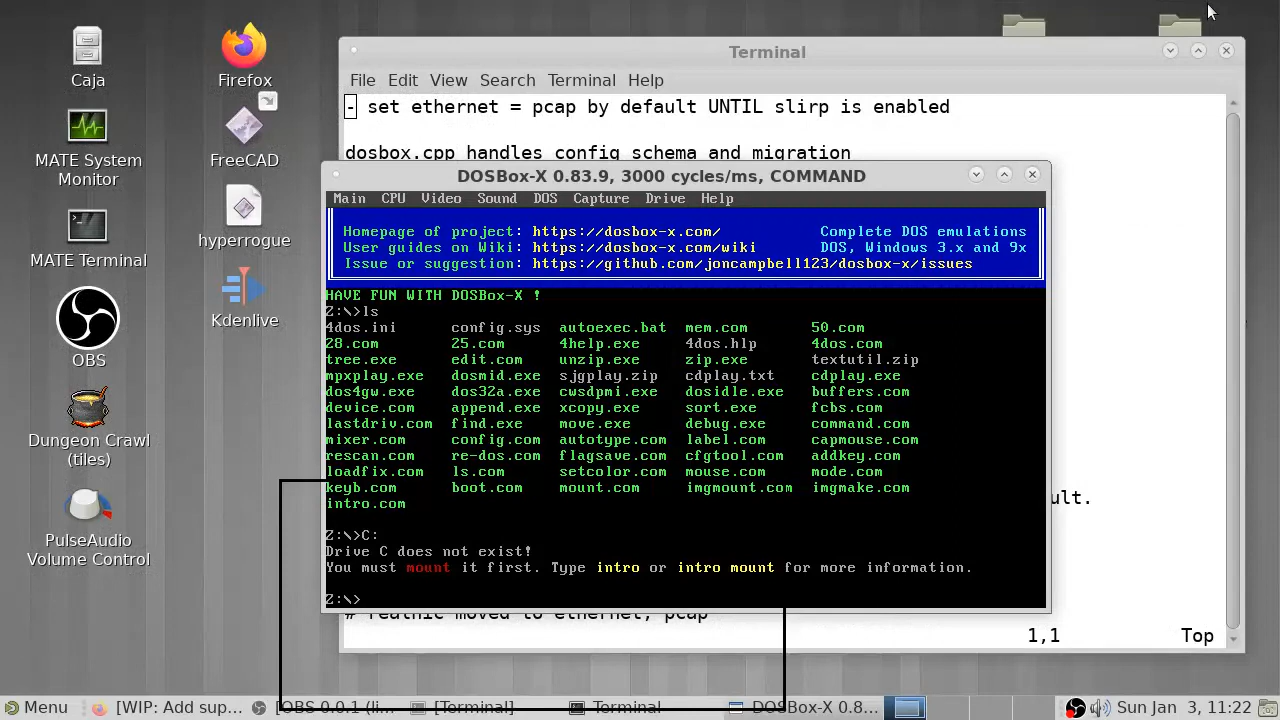 Caja
Firefox
MATE System
Monitor
FreeCAD
MATE Terminal
hyperrogue
OBS
Kdenlive
Dungeon Crawl
(tiles)
PulseAudio
Volume Control
Terminal
File Edit View Search Terminal Help
- set ethernet = pcap by default UNTIL slirp is enabled
dosbox.cpp handles config schema and migration
DOSBox-X 0.83.9, 3000 cycles/ms, COMMAND
Main CPU Video Sound DOS Capture Drive Help
Homepage of project: https://dosbox-x.com/ Complete DOS emulations
User guides on Wiki: https://dosbox-x.com/wiki DOS, Windows 3.x and 9x
Issue or suggestion: https://github.com/joncampbell123/dosbox-x/issues
HAVE FUN WITH DOSBox-X !
Z:\>ls
4dos.ini config.sys autoexec.bat mem.com 50.com
28.com 25.com 4help.exe 4dos.hlp 4dos.com
tree.exe edit.com unzip.exe zip.exe textutil.zip
mpxplay.exe dosmid.exe sjgplay.zip cdplay.txt cdplay.exe
dos4gw.exe dos32a.exe cwsdpmi.exe dosidle.exe buffers.com
device.com append.exe xcopy.exe sort.exe fcbs.com
lastdriv.com find.exe move.exe debug.exe command.com
mixer.com config.com autotype.com label.com capmouse.com
rescan.com re-dos.com flagsave.com cfgtool.com addkey.com
loadfix.com ls.com setcolor.com mouse.com mode.com
keyb.com boot.com mount.com imgmount.com imgmake.com
intro.com
ult.
Z:\>C:
Drive C does not exist!
You must mount it first. Type intro or intro mount for more information.
Z:\>
# realnic moved to ethernet, pcap
1,1 Top
Menu [WIP: Add sup... [OBS 0.0.1 (li... [Terminal] Terminal DOSBox-X 0.8... Sun Jan 3, 11:22